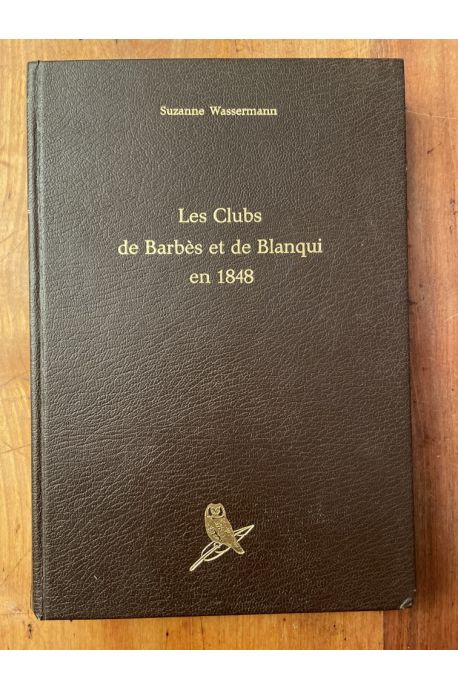 Suzanne Wassermann
Les Clubs
de Barbès et de Blanqui
en 1848